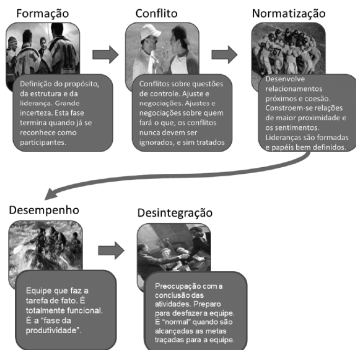 Formação
Conflito
Normatização
Definição do propósito,
da estrutura e da
liderança. Grande
incerteza. Esta fase
termina quando já se
reconhece como
participantes.
Conflitos sobre questões
de controle. Ajuste e
negociações. Ajustes e
negociações sobre quem
fará o que, os conflitos
nunca devem ser
ignorados, e sim tratados
Desenvolve
relacionamentos
próximos e coesão.
Constroem-se relações
de maior proximidade e
os sentimentos.
Lideranças são formadas
e papéis bem definidos.
Desempenho
Desintegração
Equipe que faz a
tarefa de fato. É
totalmente funcional.
É a “fase da
produtividade”.
Preocupação com a
conclusão das
atividades. Preparo
para desfazer a equipe.
É “normal” quando são
alcançadas as metas
traçadas para a equipe.